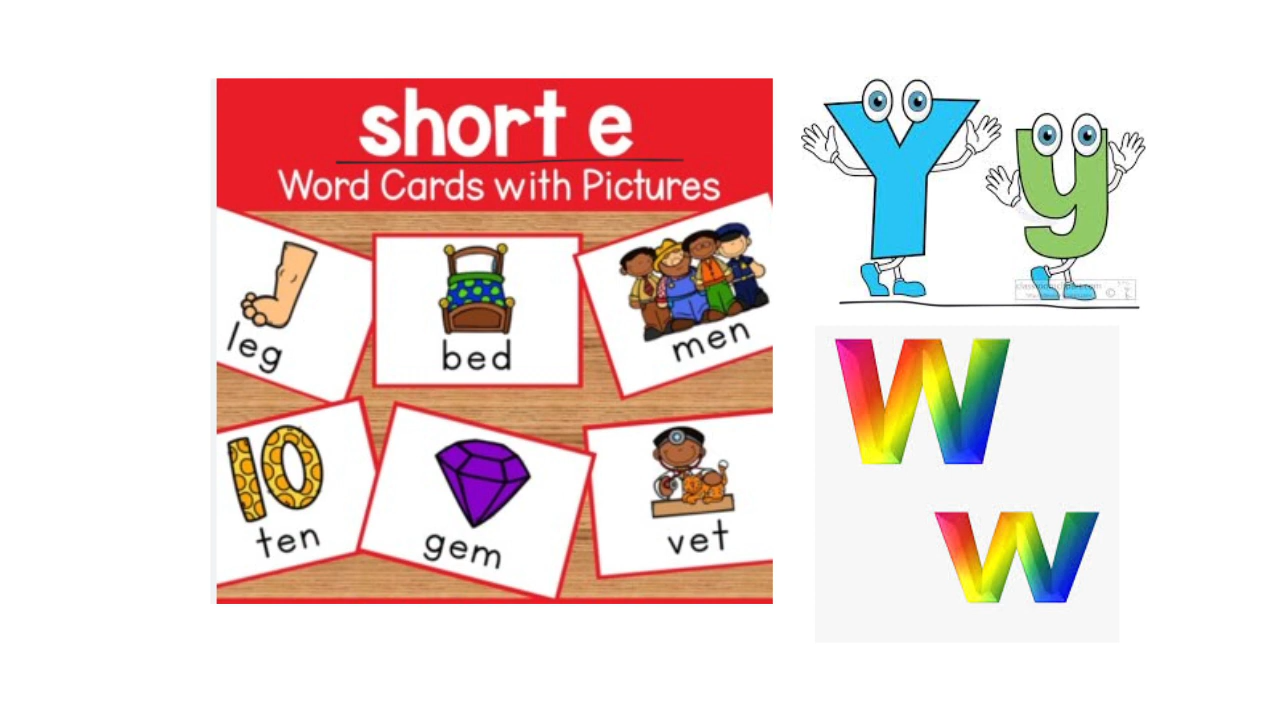 short e
Word Cards with Pictures
leg
bed
men
10
ten
gem
vet
Y y
W
w